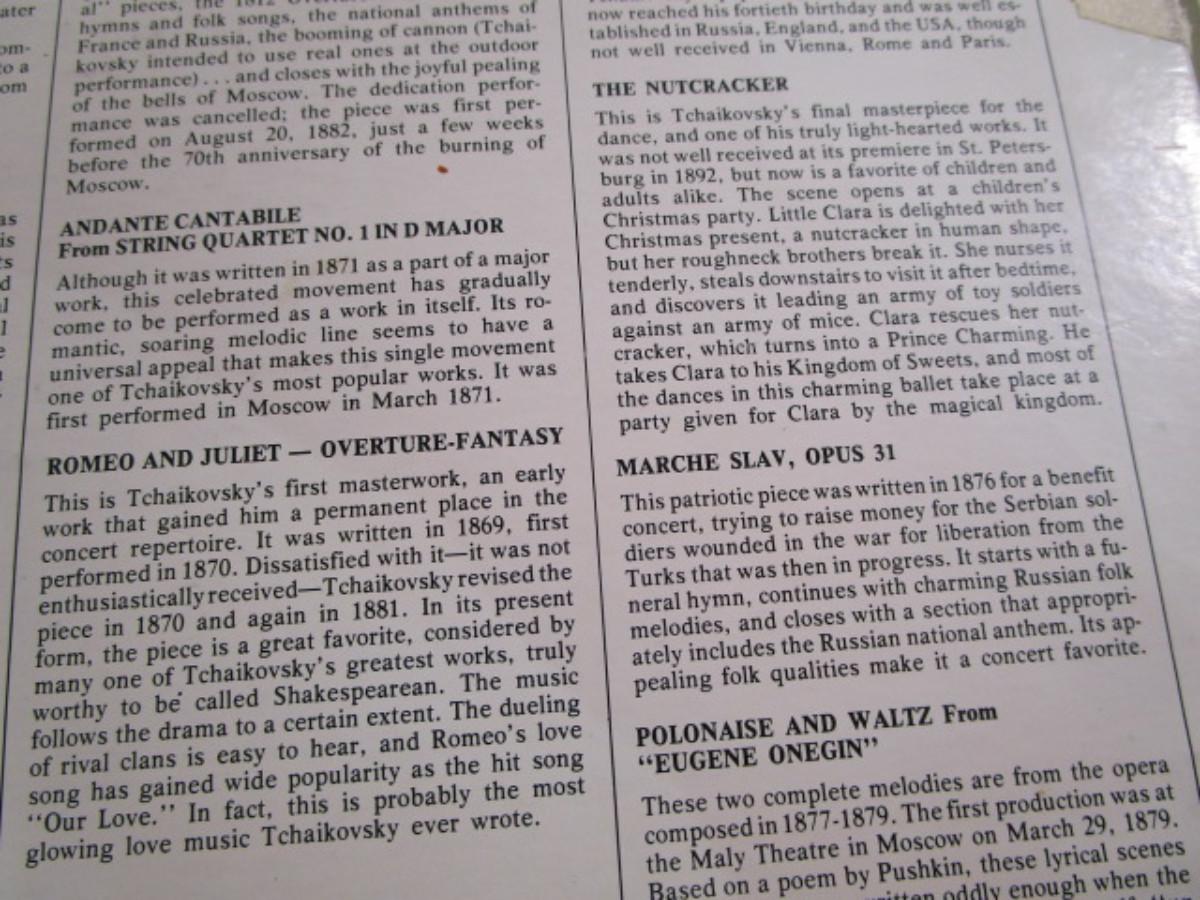 ater
om-
to a
om
as
is
ts
d
al
l
e
al" pieces, the 1812
hymns and folk songs, the national anthems of
France and Russia, the booming of cannon (Tchai-
kovsky intended to use real ones at the outdoor
performance) . . . and closes with the joyful pealing
of the bells of Moscow. The dedication perfor-
mance was cancelled; the piece was first per-
formed on August 20, 1882, just a few weeks
before the 70th anniversary of the burning of
Moscow.
ANDANTE CANTABILE
From STRING QUARTET NO. 1 IN D MAJOR
Although it was written in 1871 as a part of a major
work, this celebrated movement has gradually
come to be performed as a work in itself. Its ro-
mantic, soaring melodic line seems to have a
universal appeal that makes this single movement
one of Tchaikovsky's most popular works. It was
first performed in Moscow in March 1871.
ROMEO AND JULIET — OVERTURE-FANTASY
This is Tchaikovsky's first masterwork, an early
work that gained him a permanent place in the
concert repertoire. It was written in 1869, first
performed in 1870. Dissatisfied with it—it was not
enthusiastically received—Tchaikovsky revised the
piece in 1870 and again in 1881. In its present
form, the piece is a great favorite, considered by
many one of Tchaikovsky's greatest works, truly
worthy to be called Shakespearean. The music
follows the drama to a certain extent. The dueling
of rival clans is easy to hear, and Romeo's love
song has gained wide popularity as the hit song
"Our Love." In fact, this is probably the most
glowing love music Tchaikovsky ever wrote.
now reached his fortieth birthday and was well es-
tablished in Russia, England, and the USA, though
not well received in Vienna, Rome and Paris.
THE NUTCRACKER
This is Tchaikovsky's final masterpiece for the
dance, and one of his truly light-hearted works. It
was not well received at its premiere in St. Peters-
burg in 1892, but now is a favorite of children and
adults alike. The scene opens at a children's
Christmas party. Little Clara is delighted with her
Christmas present, a nutcracker in human shape,
but her roughneck brothers break it. She nurses it
tenderly, steals downstairs to visit it after bedtime,
and discovers it leading an army of toy soldiers
against an army of mice. Clara rescues her nut-
cracker, which turns into a Prince Charming. He
takes Clara to his Kingdom of Sweets, and most of
the dances in this charming ballet take place at a
party given for Clara by the magical kingdom.
MARCHE SLAV, OPUS 31
This patriotic piece was written in 1876 for a benefit
concert, trying to raise money for the Serbian sol-
diers wounded in the war for liberation from the
Turks that was then in progress. It starts with a fu-
neral hymn, continues with charming Russian folk
melodies, and closes with a section that appropri-
ately includes the Russian national anthem. Its ap-
pealing folk qualities make it a concert favorite.
POLONAISE AND WALTZ From
"EUGENE ONEGIN"
These two complete melodies are from the opera
composed in 1877-1879. The first production was at
the Maly Theatre in Moscow on March 29, 1879.
Based on a poem by Pushkin, these lyrical scenes
oddly enough when the